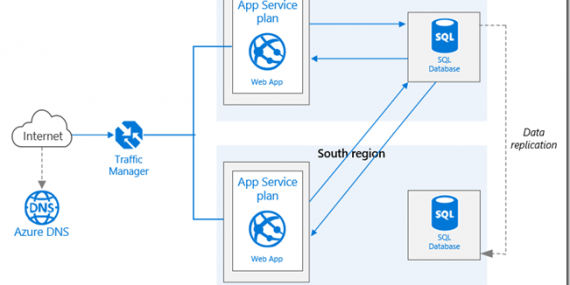 App Service
plan
Web App
SQL
SQL
Database
Internet
Traffic
Manager
Data
replication
South region
DNS
Azure DNS
App Service
plan
Web App
SQL
SQL
Database